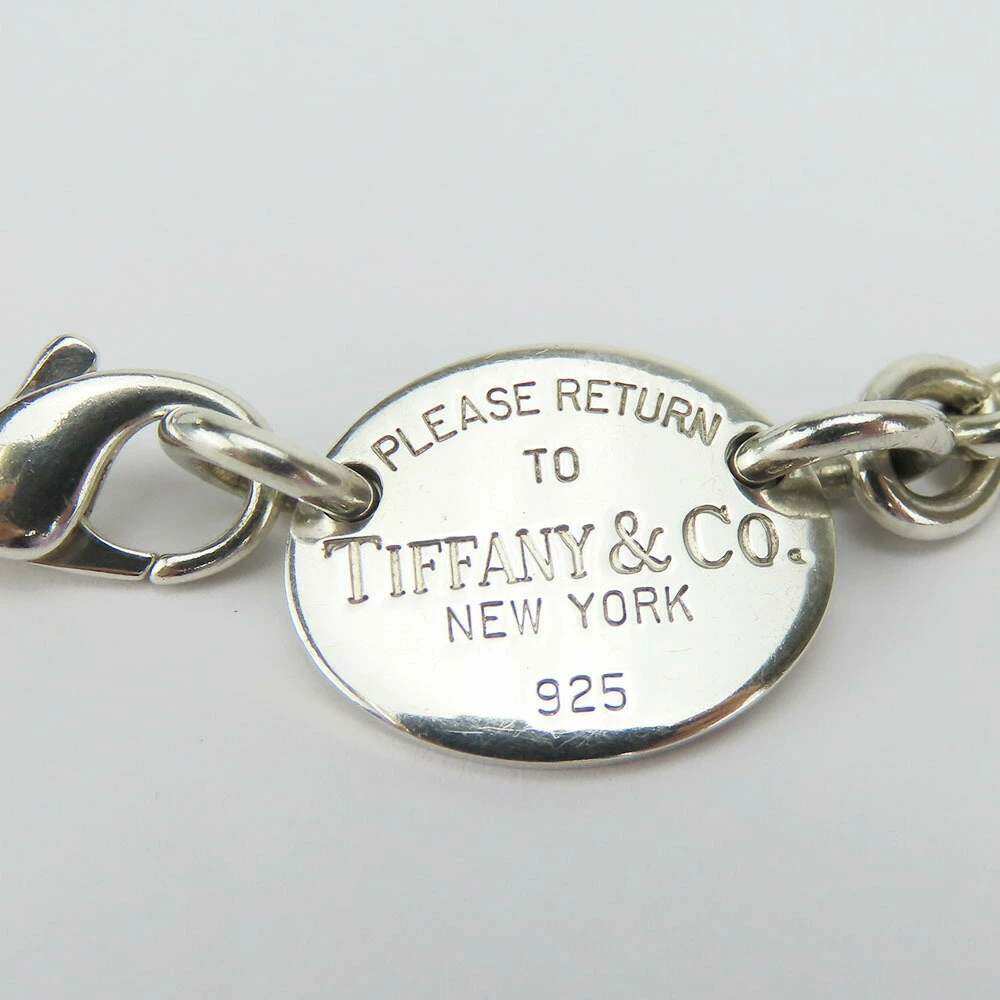 PLEASE RETURN
TO
TIFFANY & CO.
NEW YORK
925